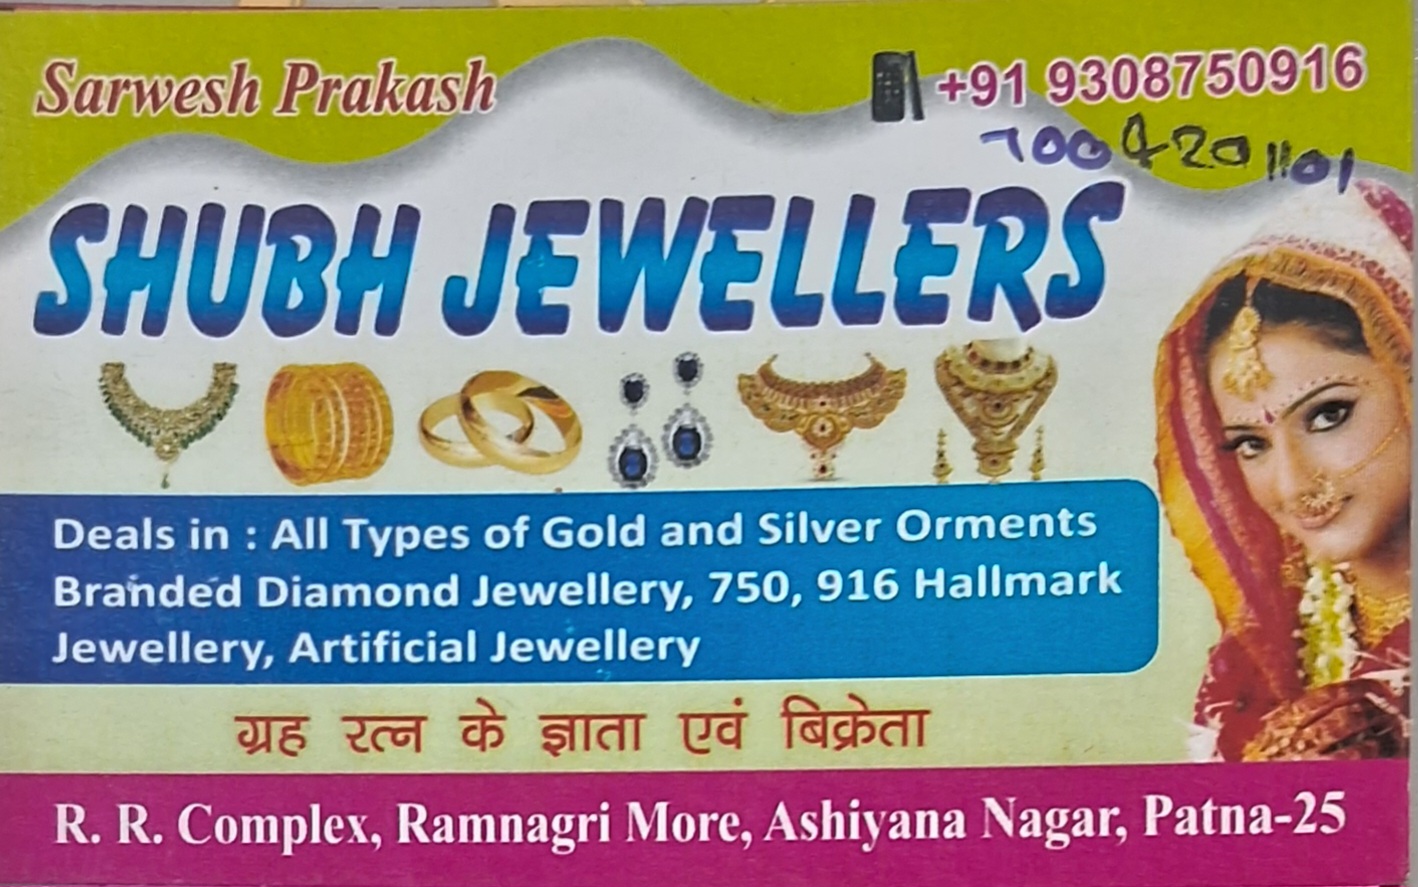 Sarwesh Prakash
+91 9308750916
7004201101
SHUBH JEWELLERS
Deals in : All Types of Gold and Silver Orments
Branded Diamond Jewellery, 750, 916 Hallmark
Jewellery, Artificial Jewellery
ग्रह रत्न के ज्ञाता एवं बिक्रेता
R. R. Complex, Ramnagri More, Ashiyana Nagar, Patna-25